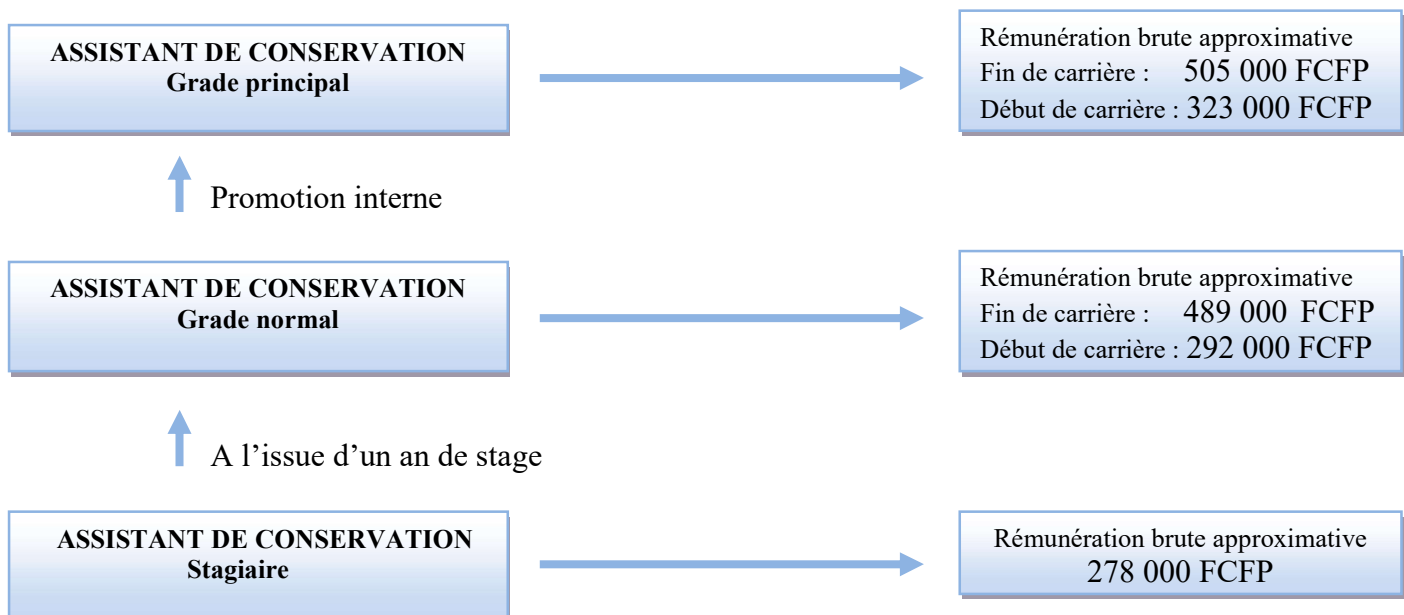 ASSISTANT DE CONSERVATION
Grade principal
Rémunération brute approximative
Fin de carrière : 505 000 FCFP
Début de carrière : 323 000 FCFP
Promotion interne
ASSISTANT DE CONSERVATION
Grade normal
Rémunération brute approximative
Fin de carrière : 489 000 FCFP
Début de carrière : 292 000 FCFP
A l’issue d’un an de stage
ASSISTANT DE CONSERVATION
Stagiaire
Rémunération brute approximative
278 000 FCFP